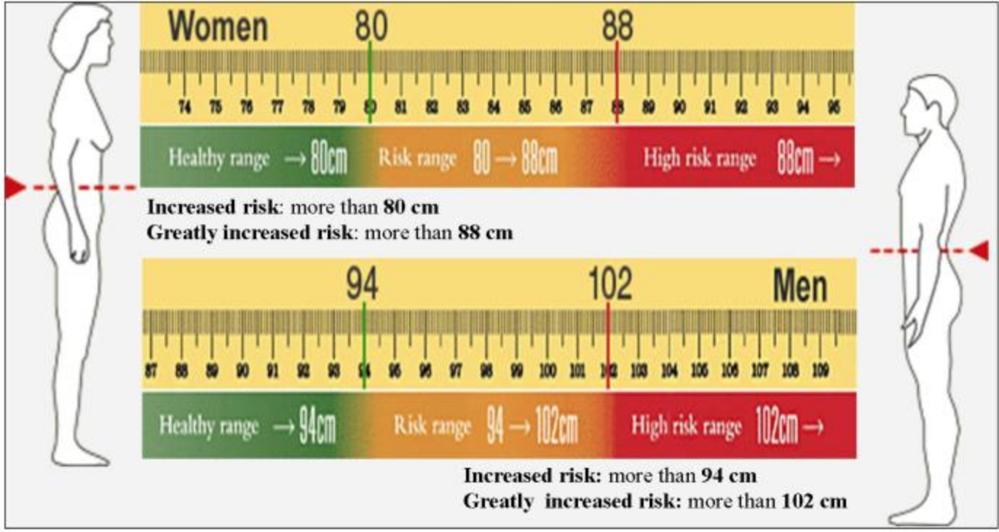 Women 80 88
74 75 76 77 78 79 80 81 82 83 84 85 86 87 88 89 90 91 92 93 94 95
Healthy range → 80cm Risk range 80 → 88cm High risk range 88cm →
Increased risk: more than 80 cm
Greatly increased risk: more than 88 cm
94 102 Men
87 88 89 90 91 92 93 94 95 96 97 98 99 100 101 102 103 104 105 106 107 108 109
Healthy range → 94cm Risk range 94 → 102cm High risk range 102cm →
Increased risk: more than 94 cm
Greatly increased risk: more than 102 cm